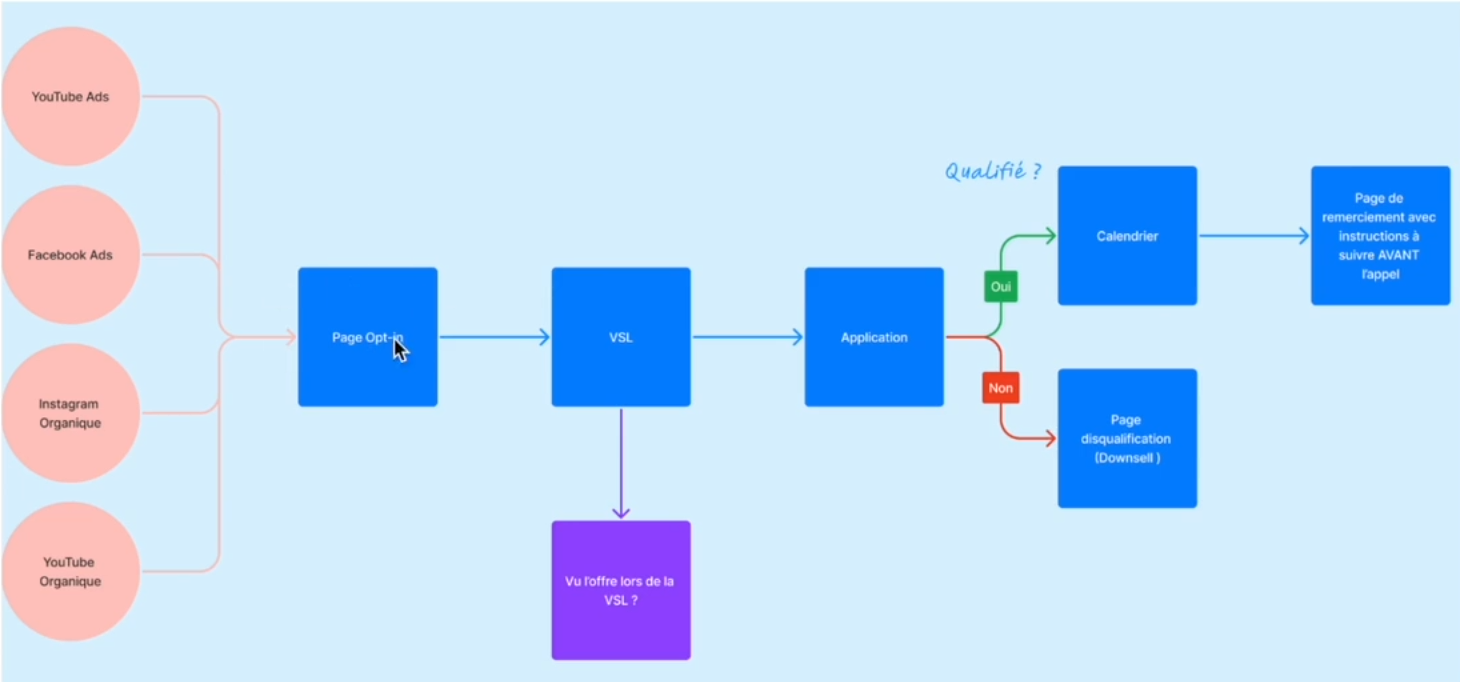 YouTube Ads
Facebook Ads
Instagram
Organique
YouTube
Organique
Page Opt-in
VSL
Vu l'offre lors de la
VSL ?
Application
Qualifié ?
Oui
Non
Calendrier
Page
disqualification
(Downsell )
Page de
remerciement avec
instructions à
suivre AVANT
l'appel